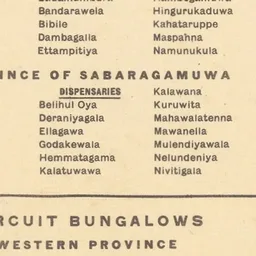 Bandarawela
Bibile
Dambagalla
Ettampitiya
Hingurukaduwa
Kahataruppe
Maspahna
Namunukula
INCE OF SABARAGAMUWA
DISPENSARIES
Belihul Oya
Deraniyagala
Ellagawa
Godakewala
Hemmatagama
Kalatuwawa
Kalawana
Kuruwita
Mahawalatenna
Mawanella
Mulendiyawala
Nelundeniya
Nivitigala
RCUIT BUNGALOWS
WESTERN PROVINCE